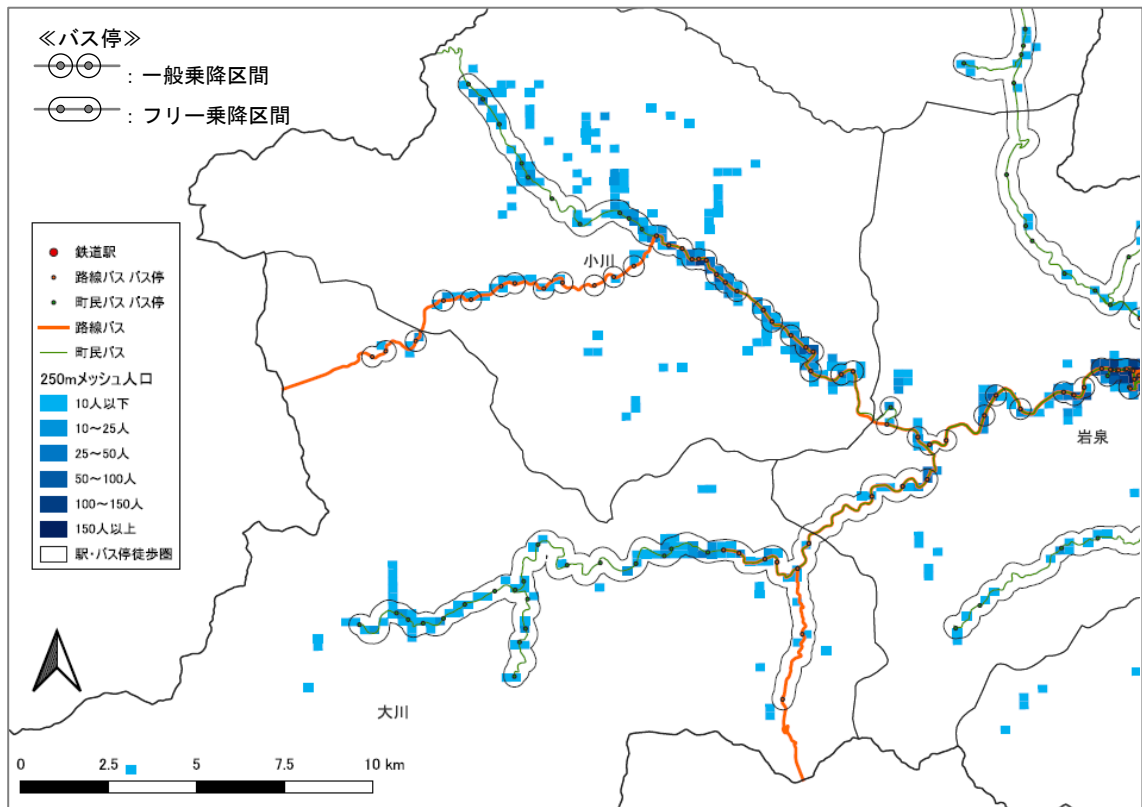 ≪バス停≫
：一般乗降区間
：フリー乗降区間
鉄道駅
路線バス バス停
町民バス バス停
路線バス
町民バス
250mメッシュ人口
10人以下
10～25人
25～50人
50～100人
100～150人
150人以上
駅・バス停徒歩圏
小川
岩泉
大川
0 2.5 5 7.5 10 km